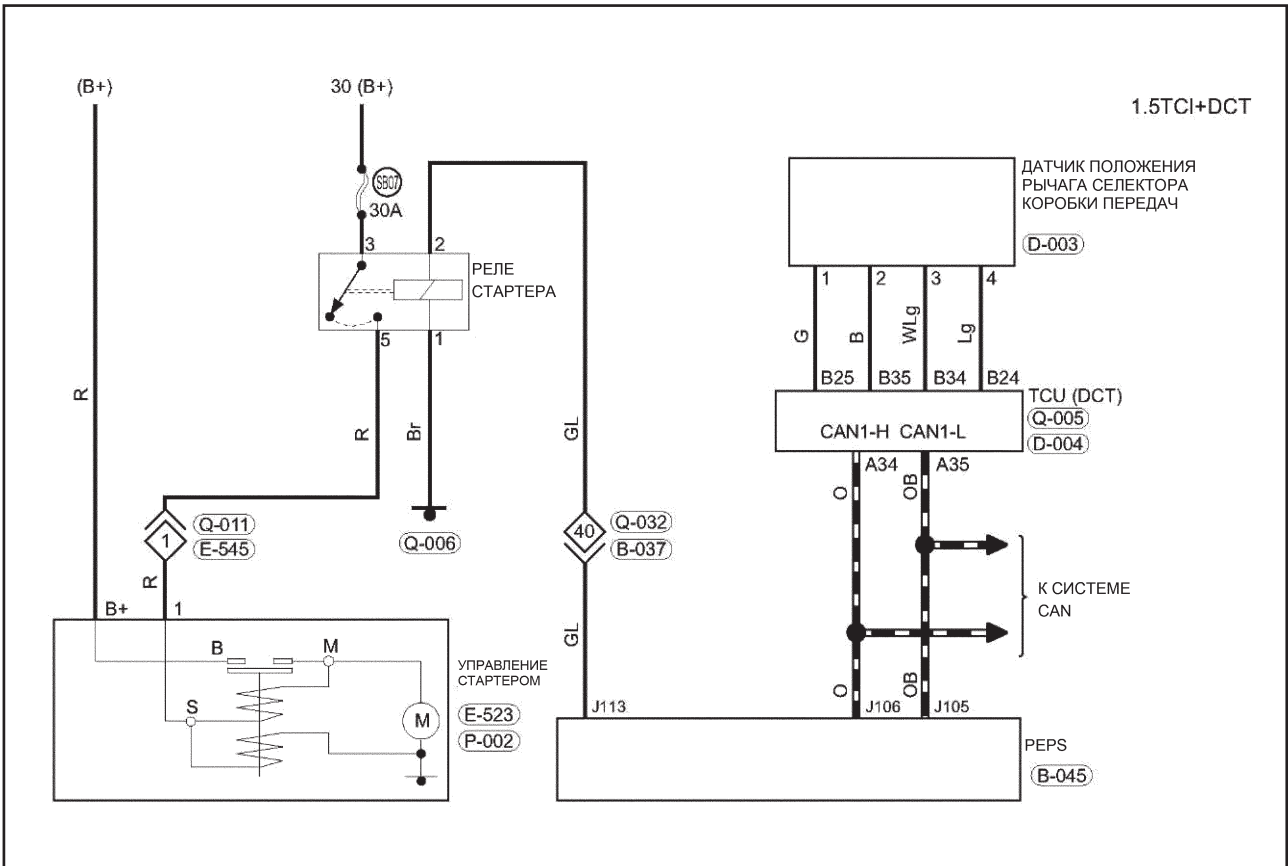 (B+)
30 (B+)
1.5TCI+DCT
SB07
30A
3
2
РЕЛЕ
СТАРТЕРА
5
1
ДАТЧИК ПОЛОЖЕНИЯ
РЫЧАГА СЕЛЕКТОРА
КОРОБКИ ПЕРЕДАЧ
D-003
1
2
3
4
G
B
WLg
Lg
B25
B35
B34
B24
TCU (DCT)
Q-005
D-004
CAN1-H CAN1-L
A34
A35
R
R
Br
GL
O
OB
1
Q-011
E-545
Q-006
40
Q-032
B-037
К СИСТЕМЕ
CAN
R
GL
O
OB
B+
1
B
M
S
M
УПРАВЛЕНИЕ
СТАРТЕРОМ
E-523
P-002
J113
J106
J105
PEPS
B-045